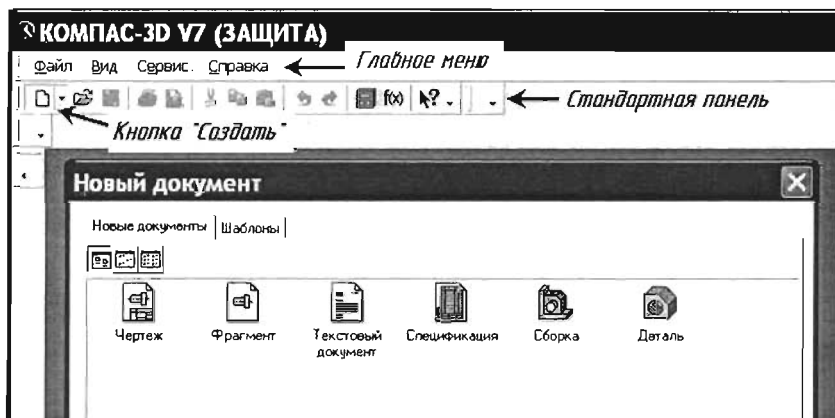 КОМПАС-3D V7 (ЗАЩИТА)
Файл Вид Сервис. Справка
Главное меню
f(x)
Стандартная панель
Кнопка "Создать"
Новый документ
Новые документы Шаблоны
Чертеж Фрагмент Текстовый документ Спецификация Сборка Деталь